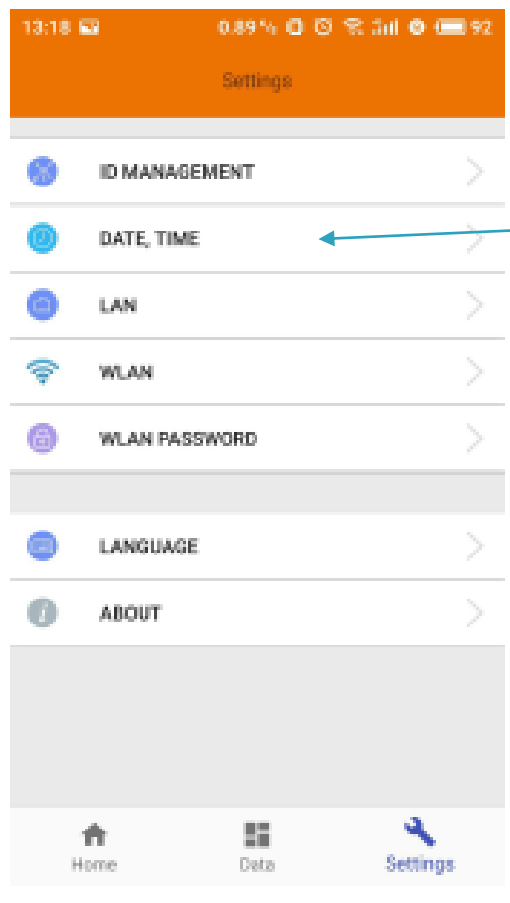 13:18 0.89 % 92
Settings
ID MANAGEMENT
DATE, TIME
LAN
WLAN
WLAN PASSWORD
LANGUAGE
ABOUT
Home Data Settings